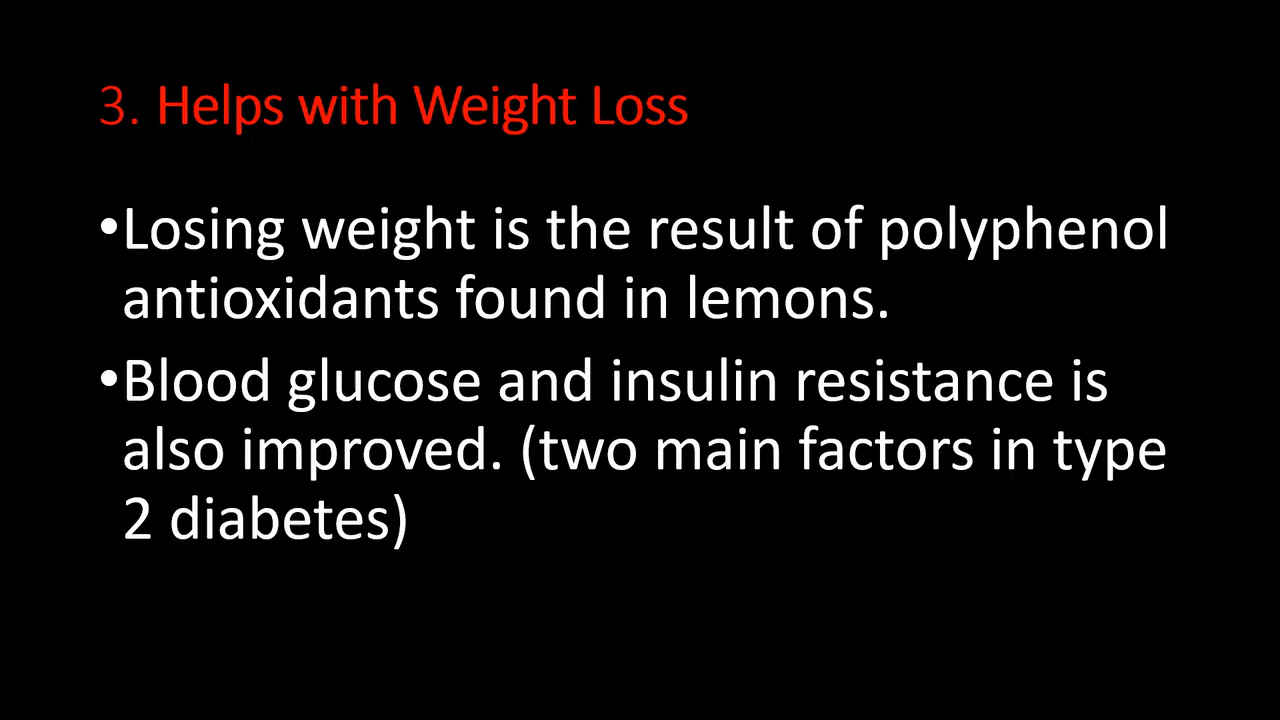 3. Helps with Weight Loss
•Losing weight is the result of polyphenol
antioxidants found in lemons.
•Blood glucose and insulin resistance is
also improved. (two main factors in type
2 diabetes)